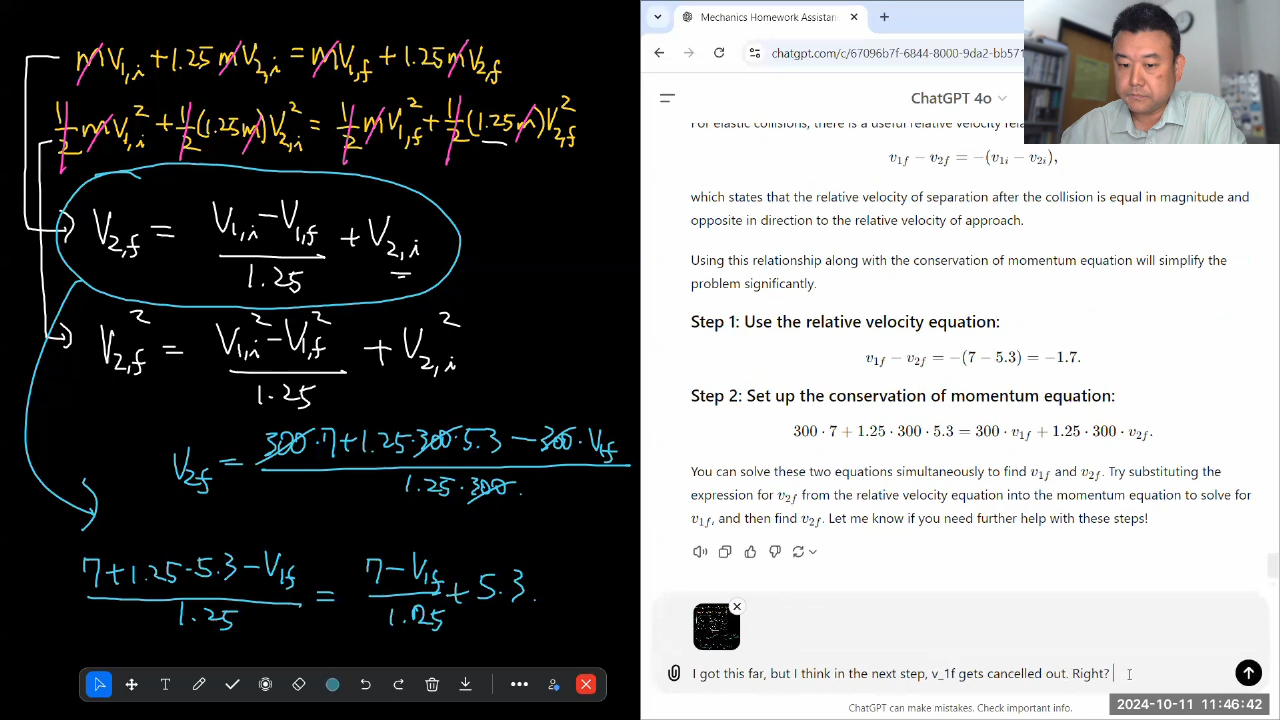 mV1,i + 1.25 mV2,i = mV1,f + 1.25 mV2,f
1/2 mV1,i² + 1/2 (1.25m)V2,i² = 1/2 mV1,f² + 1/2 (1.25m)V2,f²
V2,f = (V1,i − V1,f)/1.25 + V2,i
V2,f² = (V1,i² − V1,f²)/1.25 + V2,i²
V2f = (300·7 + 1.25·300·5.3 − 300·V1f)/(1.25·300)
(7 + 1.25·5.3 − V1f)/1.25 = (7 − V1f)/1.25 + 5.3.
Mechanics Homework Assistan
chatgpt.com/c/67096b7f-6844-8000-9da2-bb571
ChatGPT 4o
For elastic collisions, there is a useful velocity rela
v1f − v2f = −(v1i − v2i),
which states that the relative velocity of separation after the collision is equal in magnitude and
opposite in direction to the relative velocity of approach.
Using this relationship along with the conservation of momentum equation will simplify the
problem significantly.
Step 1: Use the relative velocity equation:
v1f − v2f = −(7 − 5.3) = −1.7.
Step 2: Set up the conservation of momentum equation:
300 · 7 + 1.25 · 300 · 5.3 = 300 · v1f + 1.25 · 300 · v2f.
You can solve these two equations simultaneously to find v1f and v2f. Try substituting the
expression for v2f from the relative velocity equation into the momentum equation to solve for
v1f, and then find v2f. Let me know if you need further help with these steps!
I got this far, but I think in the next step, v_1f gets cancelled out. Right?
ChatGPT can make mistakes. Check important info.
2024-10-11 11:46:42